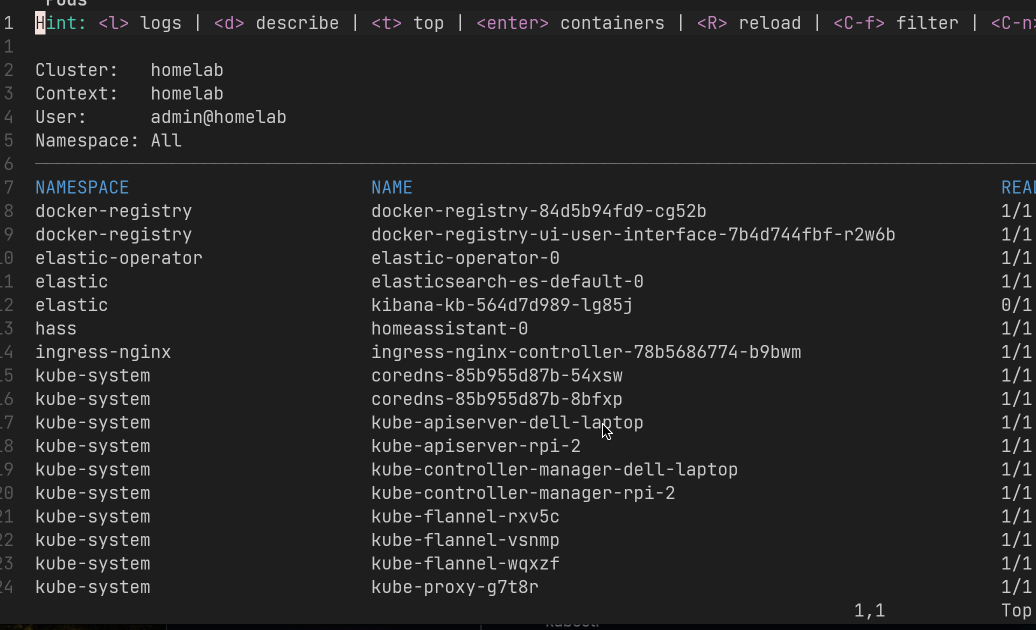 Pods
1 Hint: <l> logs | <d> describe | <t> top | <enter> containers | <R> reload | <C-f> filter | <C-n>
1
2 Cluster: homelab
3 Context: homelab
4 User: admin@homelab
5 Namespace: All
6
7 NAMESPACE NAME READ
8 docker-registry docker-registry-84d5b94fd9-cg52b 1/1
9 docker-registry docker-registry-ui-user-interface-7b4d744fbf-r2w6b 1/1
10 elastic-operator elastic-operator-0 1/1
11 elastic elasticsearch-es-default-0 1/1
12 elastic kibana-kb-564d7d989-lg85j 0/1
13 hass homeassistant-0 1/1
14 ingress-nginx ingress-nginx-controller-78b5686774-b9bwm 1/1
15 kube-system coredns-85b955d87b-54xsw 1/1
16 kube-system coredns-85b955d87b-8bfxp 1/1
17 kube-system kube-apiserver-dell-laptop 1/1
18 kube-system kube-apiserver-rpi-2 1/1
19 kube-system kube-controller-manager-dell-laptop 1/1
20 kube-system kube-controller-manager-rpi-2 1/1
21 kube-system kube-flannel-rxv5c 1/1
22 kube-system kube-flannel-vsnmp 1/1
23 kube-system kube-flannel-wqxzf 1/1
24 kube-system kube-proxy-g7t8r 1/1
1,1 Top